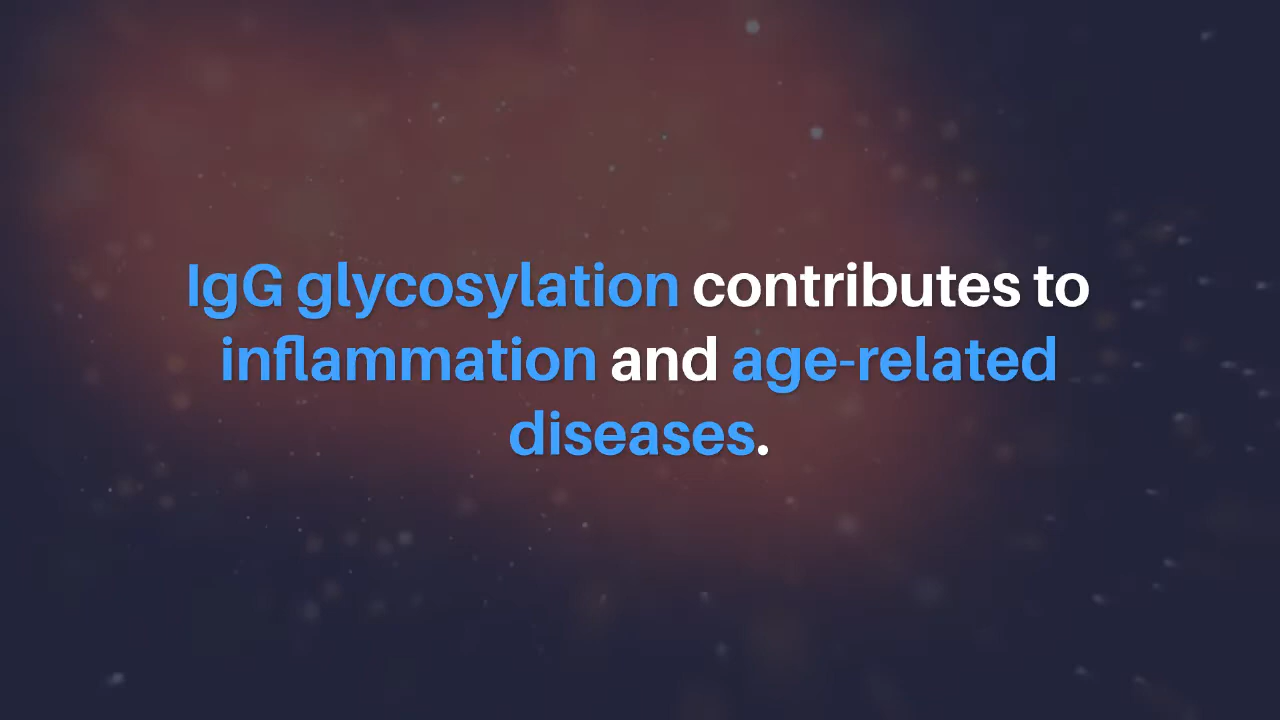 IgG glycosylation contributes to
inflammation and age-related
diseases.